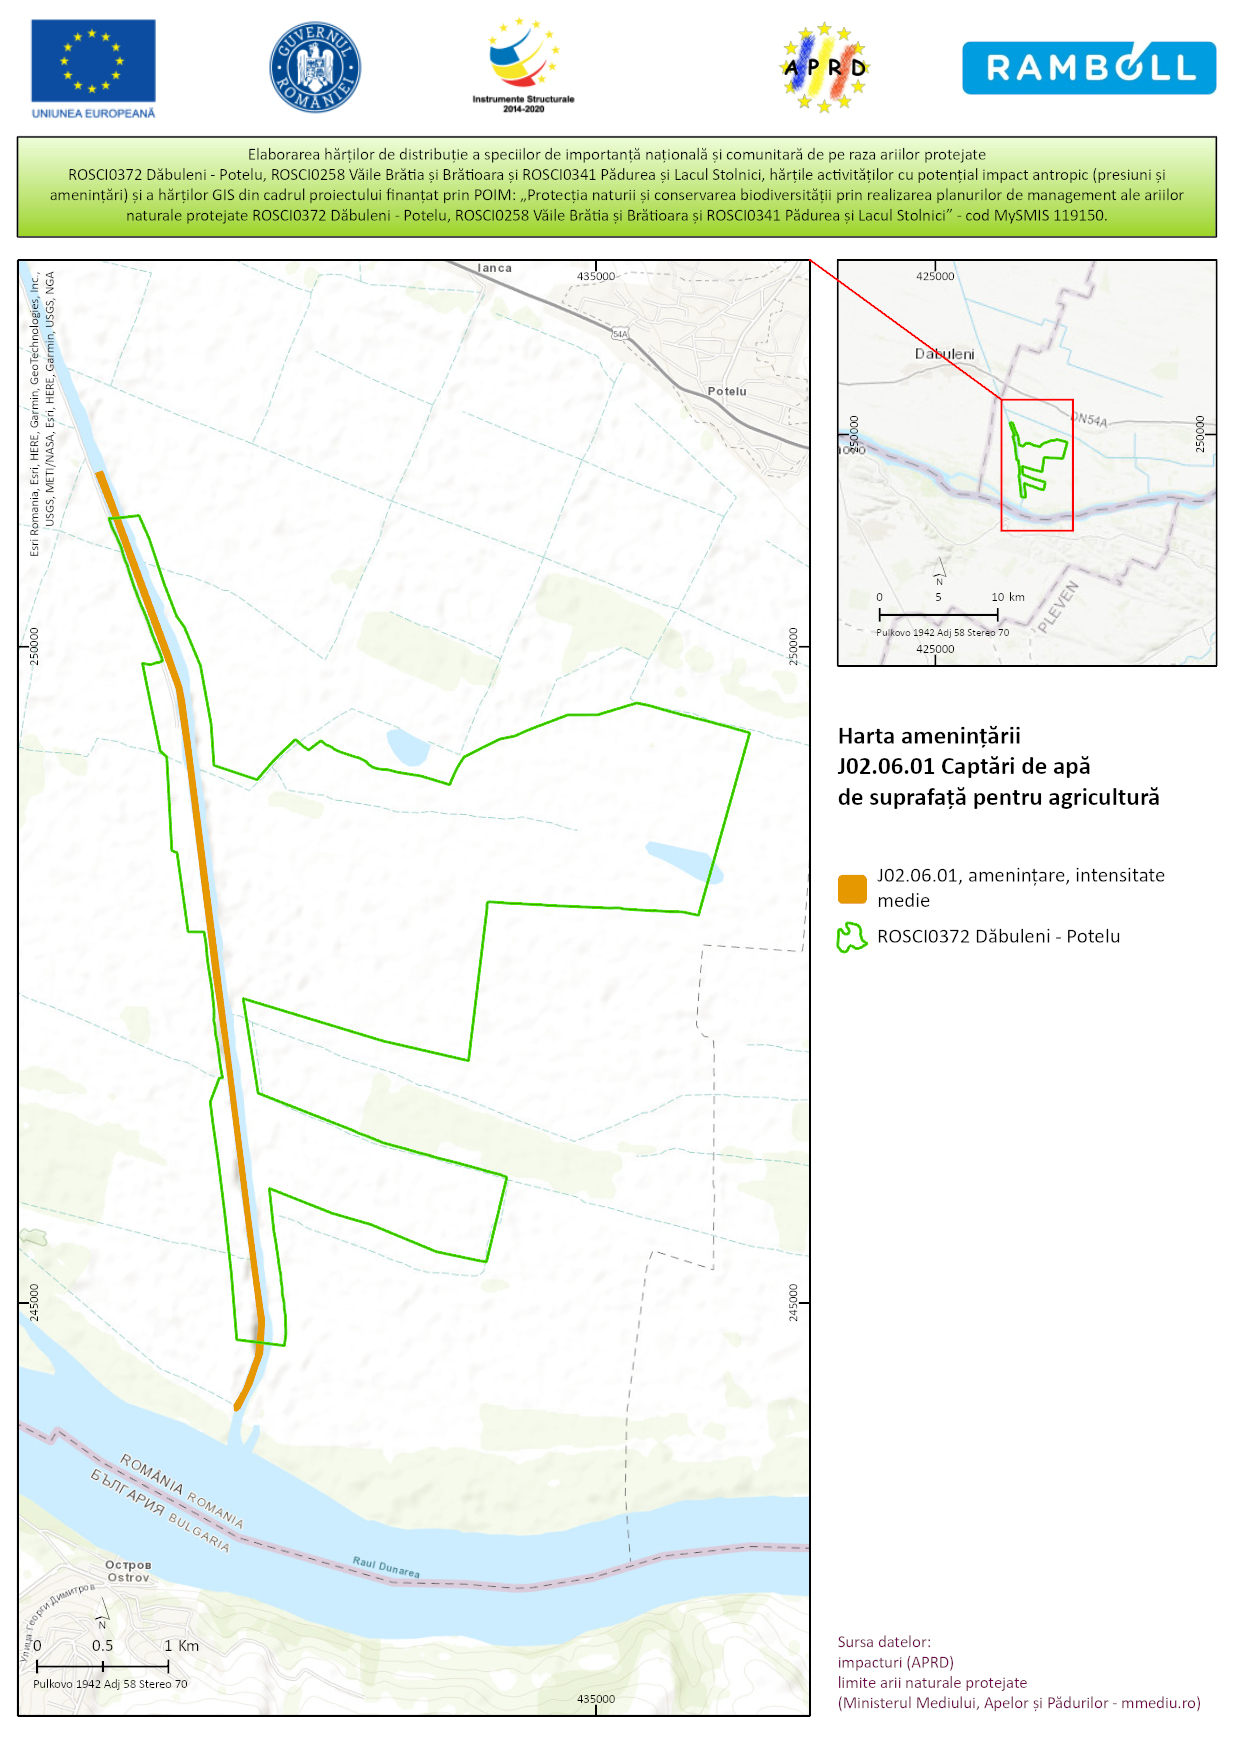 UNIUNEA EUROPEANĂ
GUVERNUL ROMÂNIEI
Instrumente Structurale
2014-2020
APRD
RAMBOLL
Elaborarea hărților de distribuție a speciilor de importanță națională și comunitară de pe raza ariilor protejate
ROSCI0372 Dăbuleni - Potelu, ROSCI0258 Văile Brătia și Brătioara și ROSCI0341 Pădurea și Lacul Stolnici, hărțile activităților cu potențial impact antropic (presiuni și
amenințări) și a hărților GIS din cadrul proiectului finanțat prin POIM: „Protecția naturii si conservarea biodiversității prin realizarea planurilor de management ale ariilor
naturale protejate ROSCI0372 Dăbuleni - Potelu, ROSCI0258 Văile Brătia și Brătioara și ROSCI0341 Pădurea și Lacul Stolnici” - cod MySMIS 119150.
Esri Romania, Esri, HERE, Garmin, GeoTechnologies, Inc.,
USGS, METI/NASA, Esri, HERE, Garmin, USGS, NGA
Ianca
435000
54A
Potelu
250000
250000
245000
245000
ROMÂNIA ROMANIA
БЪЛГАРИЯ BULGARIA
Raul Dunarea
Остров
Ostrov
Улица Георги Димитров
N
0 0.5 1 Km
Pulkovo 1942 Adj 58 Stereo 70
435000
425000
Dabuleni
DN54A
250000
250000
PLEVEN
N
0 5 10 km
Pulkovo 1942 Adj 58 Stereo 70
425000
Harta amenințării
J02.06.01 Captări de apă
de suprafață pentru agricultură
J02.06.01, amenințare, intensitate
medie
ROSCI0372 Dăbuleni - Potelu
Sursa datelor:
impacturi (APRD)
limite arii naturale protejate
(Ministerul Mediului, Apelor și Pădurilor - mmediu.ro)